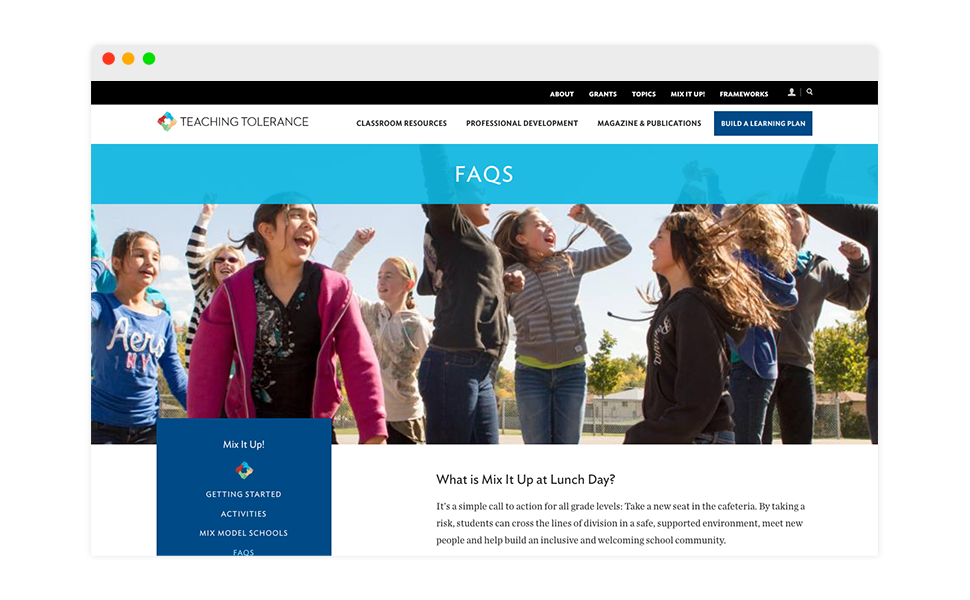 ABOUT GRANTS TOPICS MIX IT UP! FRAMEWORKS
TEACHING TOLERANCE CLASSROOM RESOURCES PROFESSIONAL DEVELOPMENT MAGAZINE & PUBLICATIONS BUILD A LEARNING PLAN
FAQS
Aero
N.Y.
Mix It Up!
GETTING STARTED
ACTIVITIES
MIX MODEL SCHOOLS
FAQS
What is Mix It Up at Lunch Day?
It's a simple call to action for all grade levels: Take a new seat in the cafeteria. By taking a
risk, students can cross the lines of division in a safe, supported environment, meet new
people and help build an inclusive and welcoming school community.